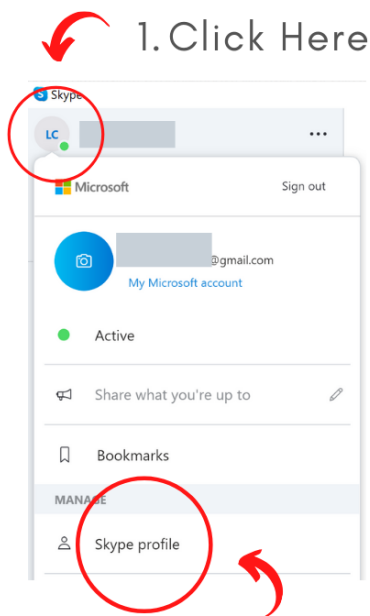 1. Click Here
Skype
LC
Microsoft Sign out
@gmail.com
My Microsoft account
Active
Share what you're up to
Bookmarks
MANAGE
Skype profile